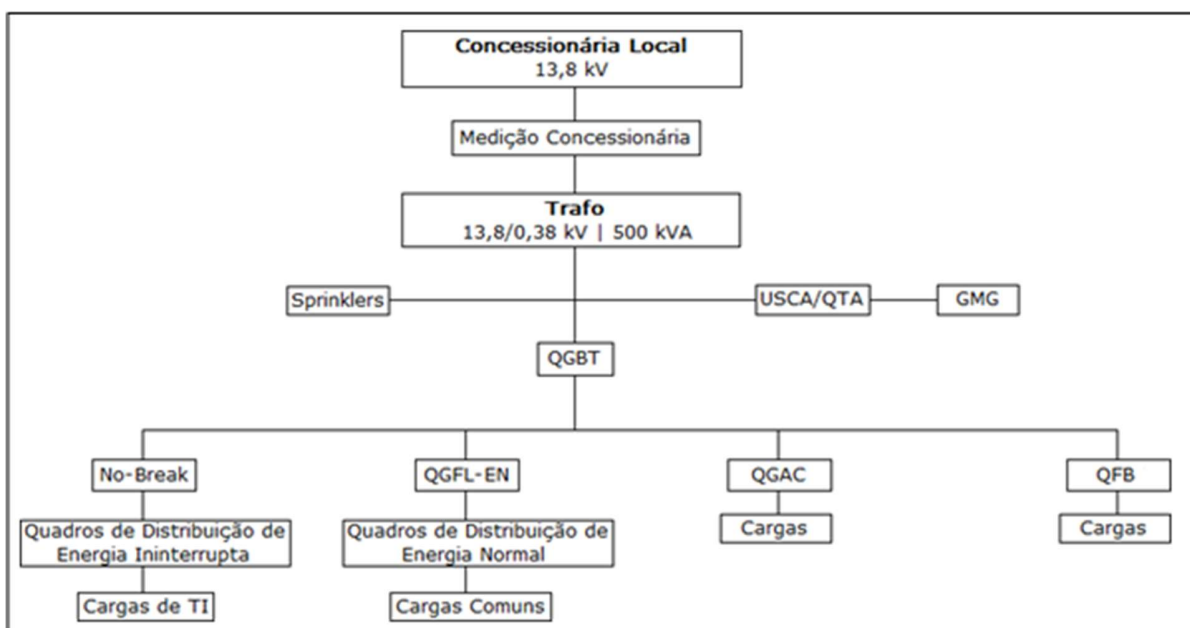 Concessionária Local
13,8 kV
Medição Concessionária
Trafo
13,8/0,38 kV | 500 kVA
Sprinklers
USCA/QTA
GMG
QGBT
No-Break
QGFL-EN
QGAC
QFB
Quadros de Distribuição de
Energia Ininterrupta
Quadros de Distribuição de
Energia Normal
Cargas
Cargas
Cargas de TI
Cargas Comuns